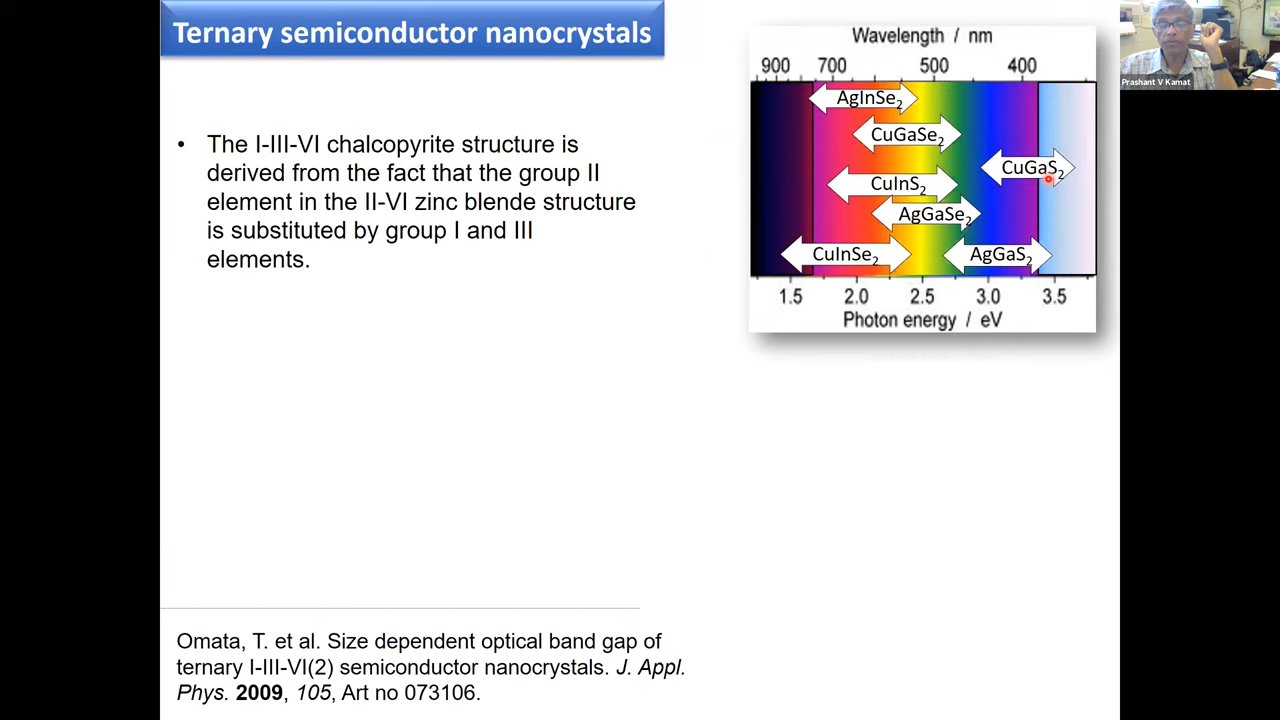 Ternary semiconductor nanocrystals
• The I-III-VI chalcopyrite structure is
derived from the fact that the group II
element in the II-VI zinc blende structure
is substituted by group I and III
elements.
Wavelength / nm
900 700 500 400
AgInSe2
CuGaSe2
CuGaS2
CuInS2
AgGaSe2
CuInSe2 AgGaS2
1.5 2.0 2.5 3.0 3.5
Photon energy / eV
Prashant V Kamat
Omata, T. et al. Size dependent optical band gap of
ternary I-III-VI(2) semiconductor nanocrystals. J. Appl.
Phys. 2009, 105, Art no 073106.